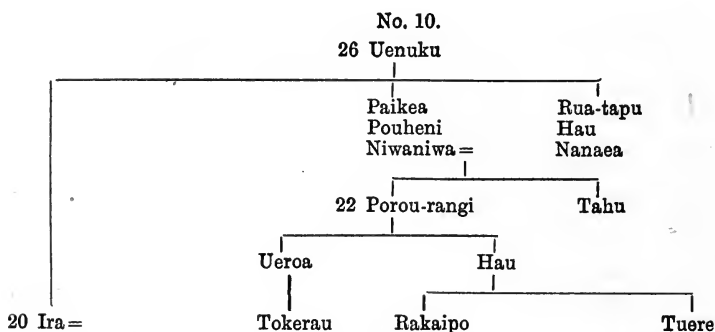 No. 10.
26 Uenuku
Paikea Rua-tapu
Pouheni Hau
Niwaniwa= Nanaea
22 Porou-rangi Tahu
Ueroa Hau
20 Ira= Tokerau Rakaipo Tuere